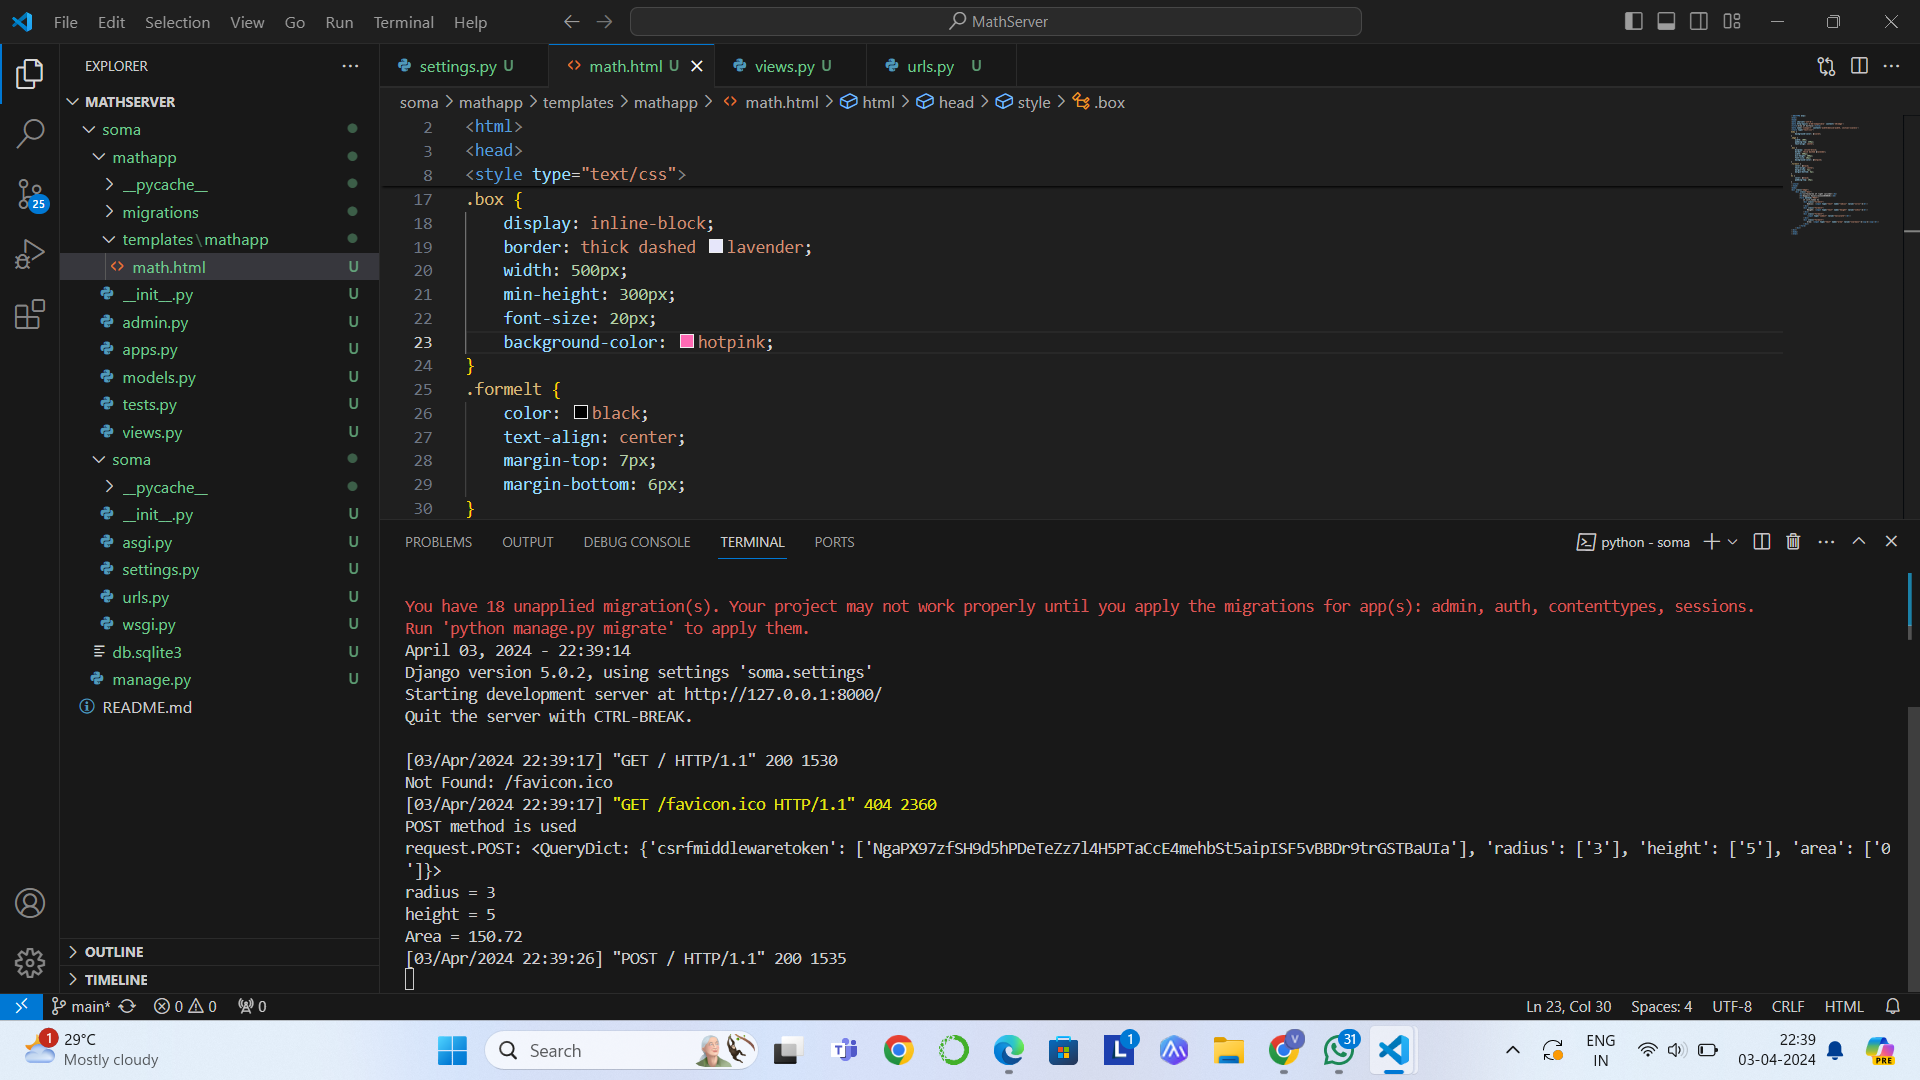 File Edit Selection View Go Run Terminal Help
MathServer
EXPLORER
MATHSERVER
soma
mathapp
__pycache__
migrations
templates\mathapp
math.html U
__init__.py U
admin.py U
apps.py U
models.py U
tests.py U
views.py U
soma
__pycache__
__init__.py U
asgi.py U
settings.py U
urls.py U
wsgi.py U
db.sqlite3 U
manage.py U
README.md
OUTLINE
TIMELINE
25
settings.py U math.html U views.py U urls.py U
soma > mathapp > templates > mathapp > math.html > html > head > style > .box
2 <html>
3 <head>
8 <style type="text/css">
17 .box {
18 display: inline-block;
19 border: thick dashed lavender;
20 width: 500px;
21 min-height: 300px;
22 font-size: 20px;
23 background-color: hotpink;
24 }
25 .formelt {
26 color: black;
27 text-align: center;
28 margin-top: 7px;
29 margin-bottom: 6px;
30 }
PROBLEMS OUTPUT DEBUG CONSOLE TERMINAL PORTS
python - soma
You have 18 unapplied migration(s). Your project may not work properly until you apply the migrations for app(s): admin, auth, contenttypes, sessions.
Run 'python manage.py migrate' to apply them.
April 03, 2024 - 22:39:14
Django version 5.0.2, using settings 'soma.settings'
Starting development server at http://127.0.0.1:8000/
Quit the server with CTRL-BREAK.
[03/Apr/2024 22:39:17] "GET / HTTP/1.1" 200 1530
Not Found: /favicon.ico
[03/Apr/2024 22:39:17] "GET /favicon.ico HTTP/1.1" 404 2360
POST method is used
request.POST: <QueryDict: {'csrfmiddlewaretoken': ['NgaPX97zfSH9d5hPDeTeZz7l4H5PTaCcE4mehbSt5aipISF5vBBDr9trGSTBaUIa'], 'radius': ['3'], 'height': ['5'], 'area': ['0
']}>
radius = 3
height = 5
Area = 150.72
[03/Apr/2024 22:39:26] "POST / HTTP/1.1" 200 1535
main* 0 0 0
Ln 23, Col 30 Spaces: 4 UTF-8 CRLF HTML
1 29°C
Mostly cloudy
Search
1
V
31
ENG
IN
22:39
03-04-2024
PRE